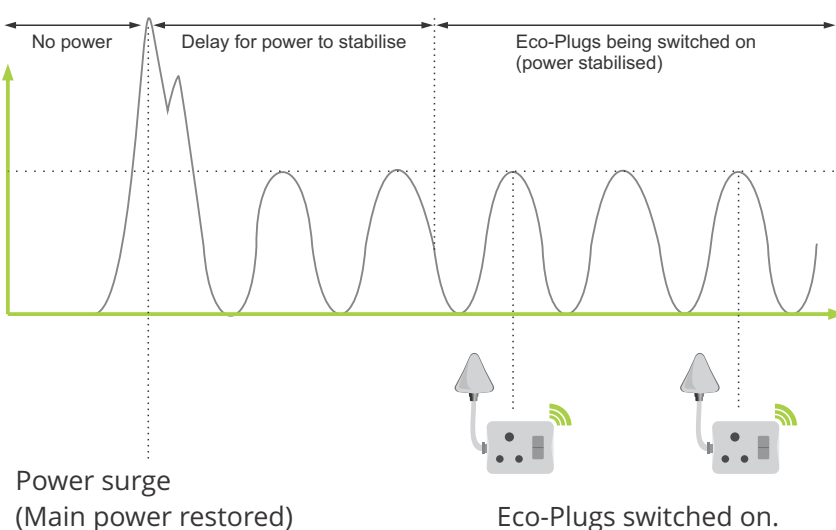 No power
Delay for power to stabilise
Eco-Plugs being switched on
(power stabilised)
Power surge
(Main power restored)
Eco-Plugs switched on.